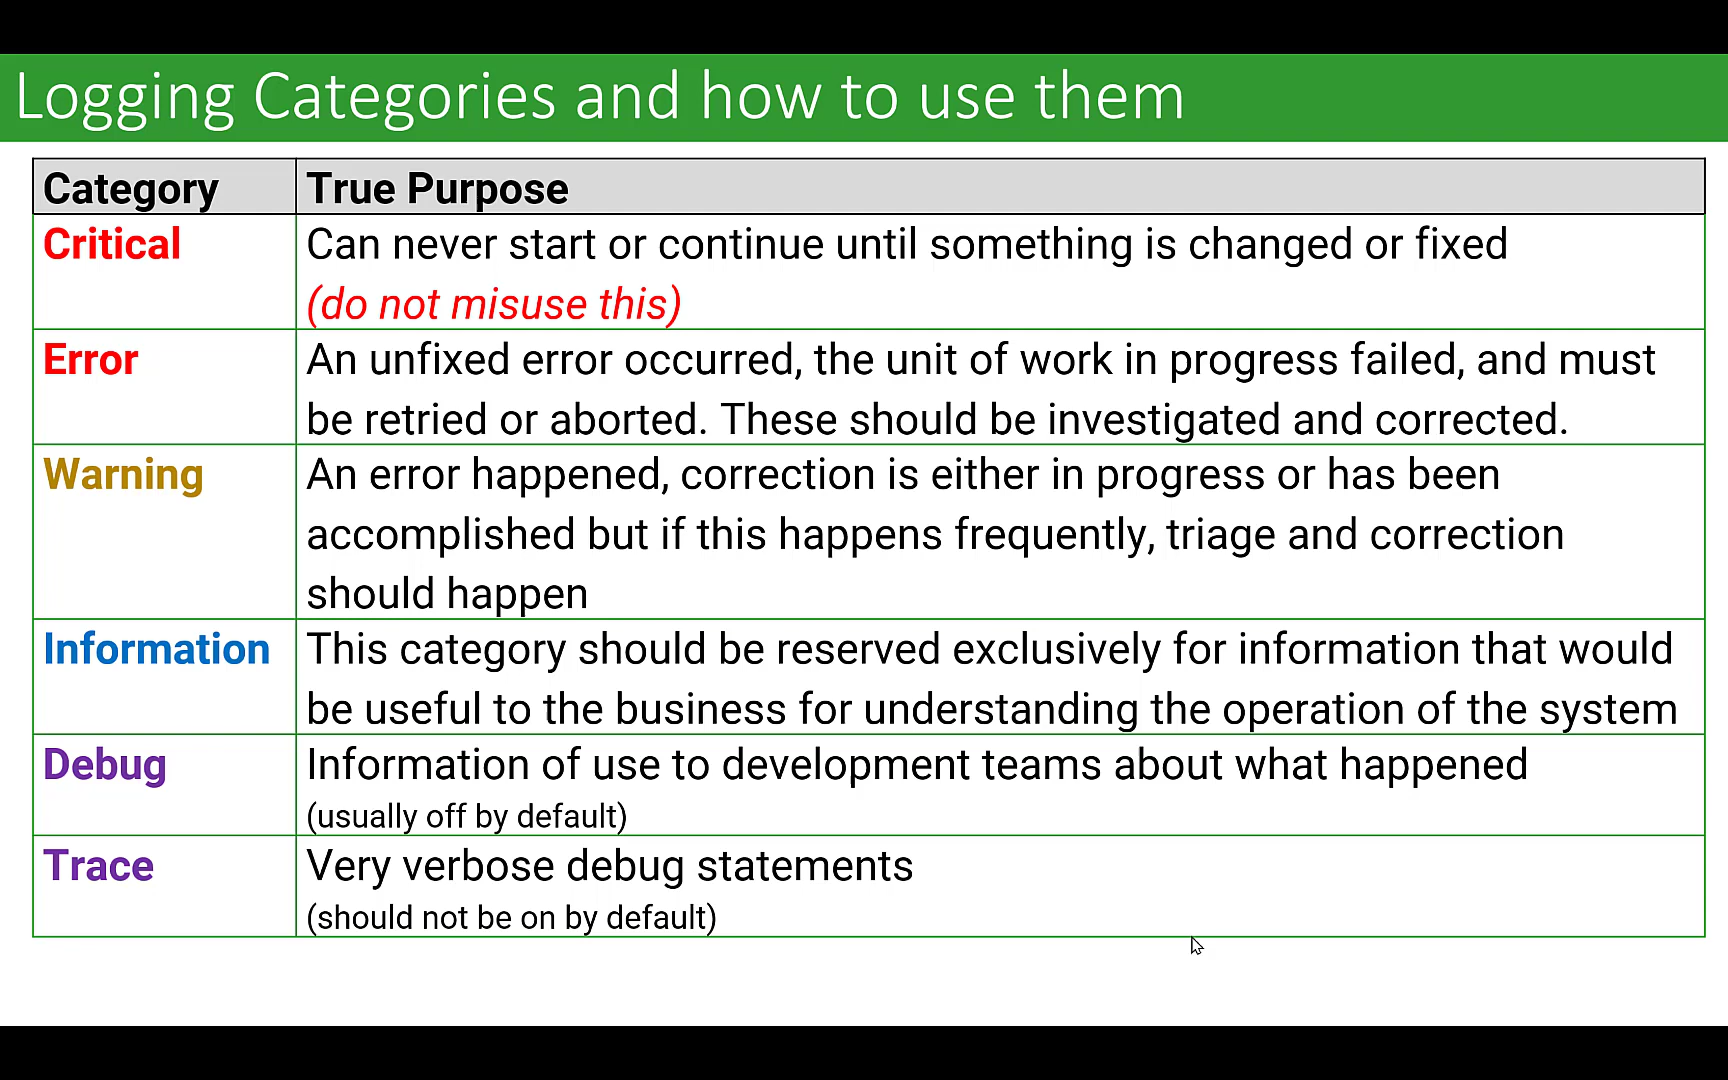 Logging Categories and how to use them
Category
True Purpose
Critical
Can never start or continue until something is changed or fixed
(do not misuse this)
Error
An unfixed error occurred, the unit of work in progress failed, and must
be retried or aborted. These should be investigated and corrected.
Warning
An error happened, correction is either in progress or has been
accomplished but if this happens frequently, triage and correction
should happen
Information
This category should be reserved exclusively for information that would
be useful to the business for understanding the operation of the system
Debug
Information of use to development teams about what happened
(usually off by default)
Trace
Very verbose debug statements
(should not be on by default)